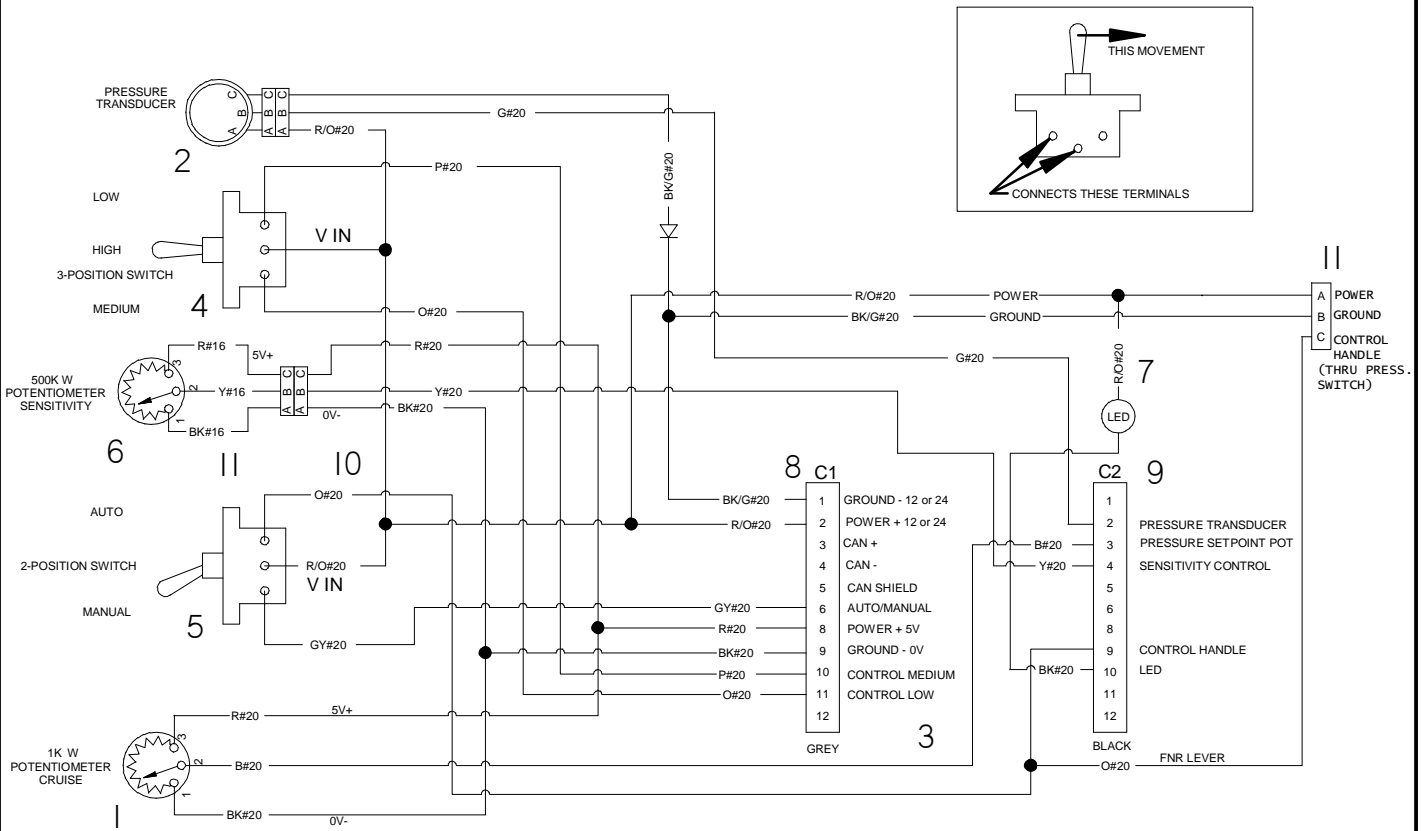 THIS MOVEMENT
CONNECTS THESE TERMINALS
PRESSURE
TRANSDUCER
C
B
A
C
B
A
C
B
A
R/O#20
G#20
BK/G#20
2
LOW
HIGH
3-POSITION SWITCH
MEDIUM
4
V IN
P#20
O#20
500K W
POTENTIOMETER
SENSITIVITY
6
3
2
1
R#16
5V+
Y#16
BK#16
A B C
A B C
R#20
Y#20
BK#20
0V-
11
10
AUTO
2-POSITION SWITCH
MANUAL
5
O#20
R/O#20
V IN
GY#20
1K W
POTENTIOMETER
CRUISE
1
3
2
1
R#20
5V+
B#20
BK#20
0V-
8
C1
BK/G#20 1 GROUND - 12 or 24
R/O#20 2 POWER + 12 or 24
3 CAN +
4 CAN -
5 CAN SHIELD
GY#20 6 AUTO/MANUAL
R#20 8 POWER + 5V
BK#20 9 GROUND - 0V
P#20 10 CONTROL MEDIUM
O#20 11 CONTROL LOW
12
GREY
3
R/O#20 POWER
BK/G#20 GROUND
G#20
R/O#20
7
LED
C2
9
1
2 PRESSURE TRANSDUCER
B#20 3 PRESSURE SETPOINT POT
Y#20 4 SENSITIVITY CONTROL
5
6
8
9 CONTROL HANDLE
BK#20 10 LED
11
12
BLACK
O#20 FNR LEVER
11
A POWER
B GROUND
C CONTROL
HANDLE
(THRU PRESS.
SWITCH)